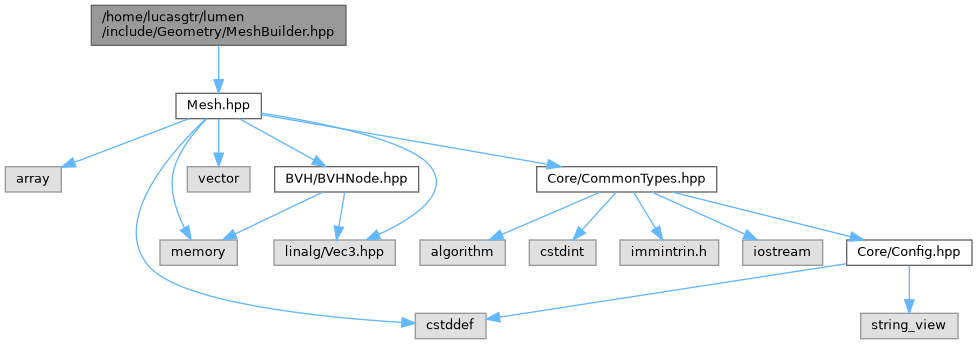 /home/lucasgtr/lumen
/include/Geometry/MeshBuilder.hpp
Mesh.hpp
array
vector
BVH/BVHNode.hpp
Core/CommonTypes.hpp
memory
linalg/Vec3.hpp
algorithm
cstdint
immintrin.h
iostream
Core/Config.hpp
cstddef
string_view